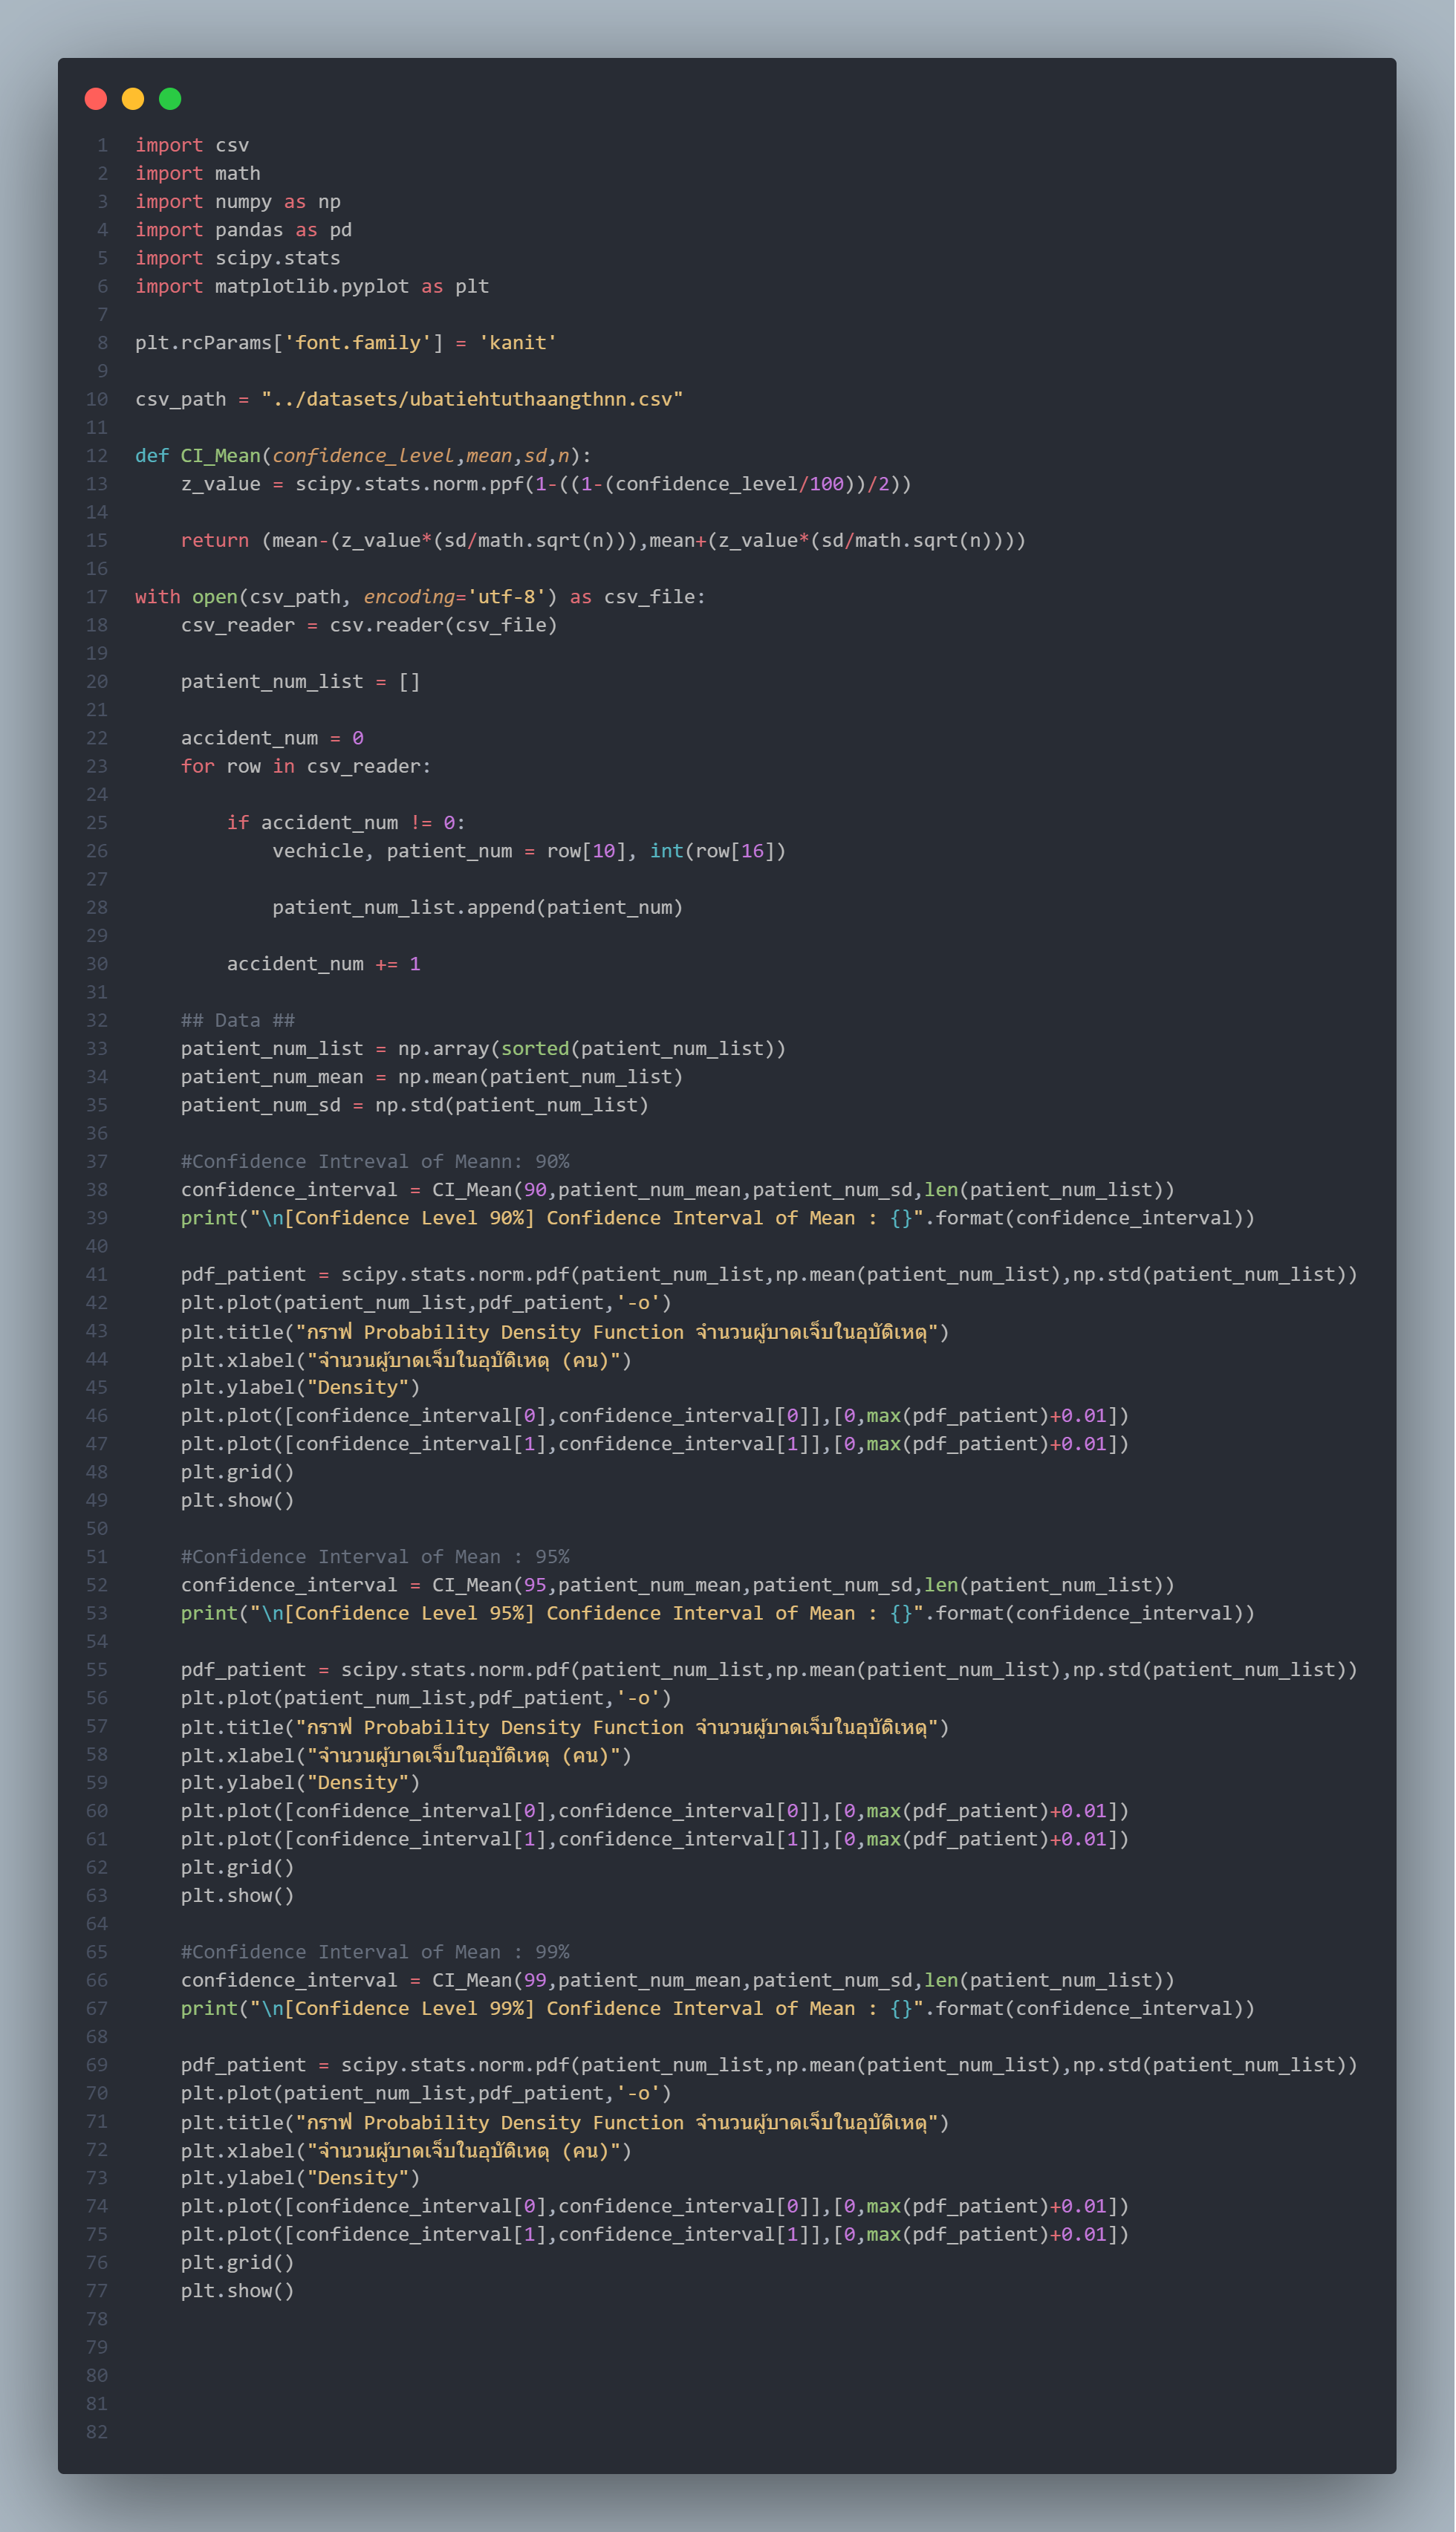 1 import csv
2 import math
3 import numpy as np
4 import pandas as pd
5 import scipy.stats
6 import matplotlib.pyplot as plt
7
8 plt.rcParams['font.family'] = 'kanit'
9
10 csv_path = "../datasets/ubatiehtuthaangthnn.csv"
11
12 def CI_Mean(confidence_level,mean,sd,n):
13     z_value = scipy.stats.norm.ppf(1-((1-(confidence_level/100))/2))
14
15     return (mean-(z_value*(sd/math.sqrt(n))),mean+(z_value*(sd/math.sqrt(n))))
16
17 with open(csv_path, encoding='utf-8') as csv_file:
18     csv_reader = csv.reader(csv_file)
19
20     patient_num_list = []
21
22     accident_num = 0
23     for row in csv_reader:
24
25         if accident_num != 0:
26             vechicle, patient_num = row[10], int(row[16])
27
28             patient_num_list.append(patient_num)
29
30         accident_num += 1
31
32     ## Data ##
33     patient_num_list = np.array(sorted(patient_num_list))
34     patient_num_mean = np.mean(patient_num_list)
35     patient_num_sd = np.std(patient_num_list)
36
37     #Confidence Intreval of Meann: 90%
38     confidence_interval = CI_Mean(90,patient_num_mean,patient_num_sd,len(patient_num_list))
39     print("\n[Confidence Level 90%] Confidence Interval of Mean : {}".format(confidence_interval))
40
41     pdf_patient = scipy.stats.norm.pdf(patient_num_list,np.mean(patient_num_list),np.std(patient_num_list))
42     plt.plot(patient_num_list,pdf_patient,'-o')
43     plt.title("กราฟ Probability Density Function จำนวนผู้บาดเจ็บในอุบัติเหตุ")
44     plt.xlabel("จำนวนผู้บาดเจ็บในอุบัติเหตุ (คน)")
45     plt.ylabel("Density")
46     plt.plot([confidence_interval[0],confidence_interval[0]],[0,max(pdf_patient)+0.01])
47     plt.plot([confidence_interval[1],confidence_interval[1]],[0,max(pdf_patient)+0.01])
48     plt.grid()
49     plt.show()
50
51     #Confidence Interval of Mean : 95%
52     confidence_interval = CI_Mean(95,patient_num_mean,patient_num_sd,len(patient_num_list))
53     print("\n[Confidence Level 95%] Confidence Interval of Mean : {}".format(confidence_interval))
54
55     pdf_patient = scipy.stats.norm.pdf(patient_num_list,np.mean(patient_num_list),np.std(patient_num_list))
56     plt.plot(patient_num_list,pdf_patient,'-o')
57     plt.title("กราฟ Probability Density Function จำนวนผู้บาดเจ็บในอุบัติเหตุ")
58     plt.xlabel("จำนวนผู้บาดเจ็บในอุบัติเหตุ (คน)")
59     plt.ylabel("Density")
60     plt.plot([confidence_interval[0],confidence_interval[0]],[0,max(pdf_patient)+0.01])
61     plt.plot([confidence_interval[1],confidence_interval[1]],[0,max(pdf_patient)+0.01])
62     plt.grid()
63     plt.show()
64
65     #Confidence Interval of Mean : 99%
66     confidence_interval = CI_Mean(99,patient_num_mean,patient_num_sd,len(patient_num_list))
67     print("\n[Confidence Level 99%] Confidence Interval of Mean : {}".format(confidence_interval))
68
69     pdf_patient = scipy.stats.norm.pdf(patient_num_list,np.mean(patient_num_list),np.std(patient_num_list))
70     plt.plot(patient_num_list,pdf_patient,'-o')
71     plt.title("กราฟ Probability Density Function จำนวนผู้บาดเจ็บในอุบัติเหตุ")
72     plt.xlabel("จำนวนผู้บาดเจ็บในอุบัติเหตุ (คน)")
73     plt.ylabel("Density")
74     plt.plot([confidence_interval[0],confidence_interval[0]],[0,max(pdf_patient)+0.01])
75     plt.plot([confidence_interval[1],confidence_interval[1]],[0,max(pdf_patient)+0.01])
76     plt.grid()
77     plt.show()
78
79
80
81
82